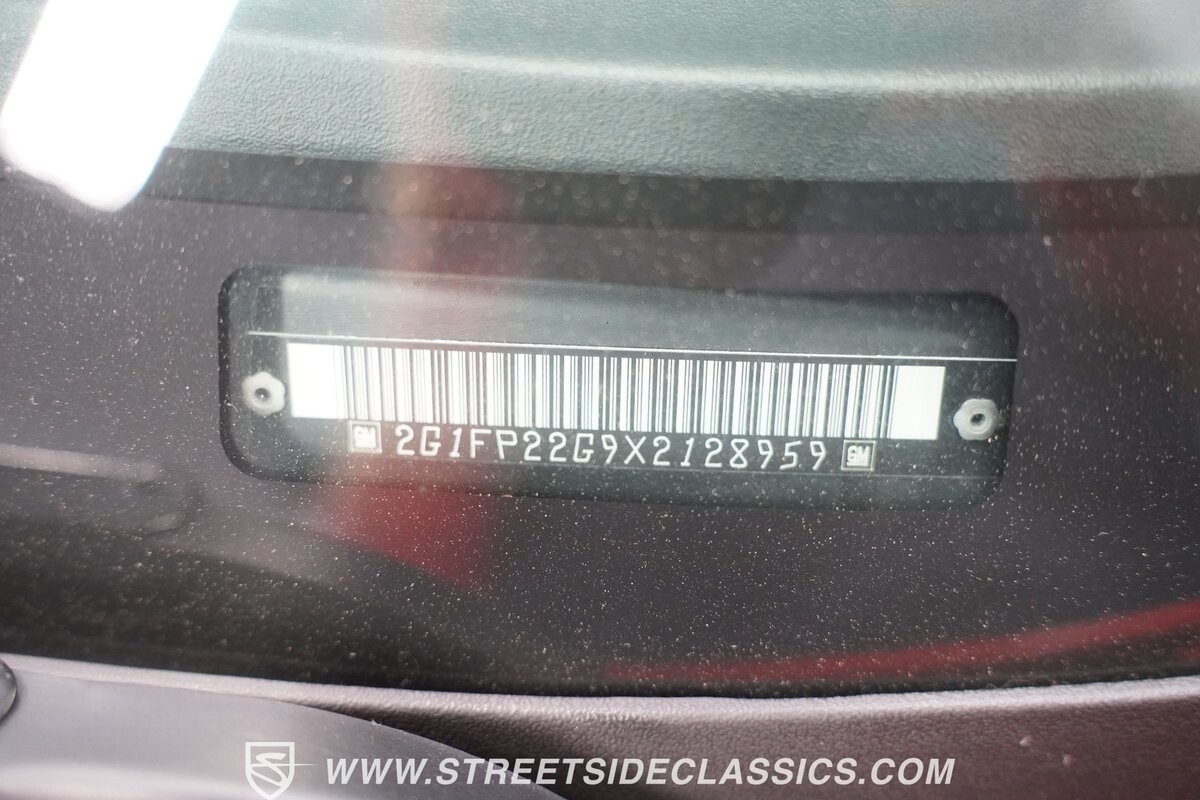 GM 2G1FP22G9X2128959 GM
WWW.STREETSIDECLASSICS.COM